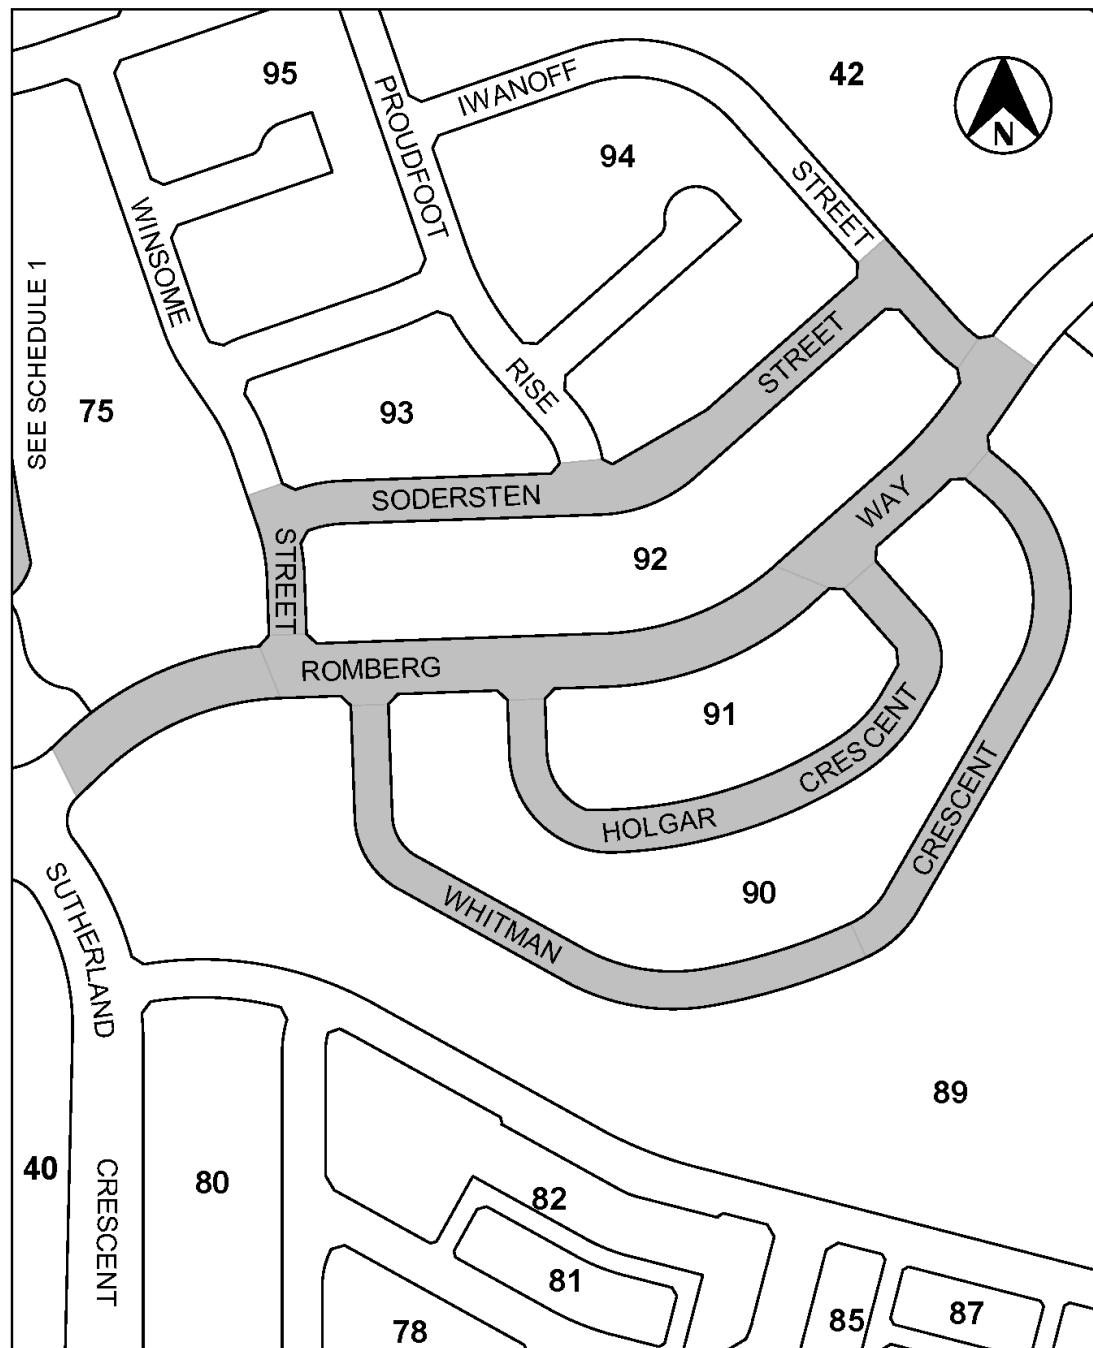 95
42
IWANOFF
PROUDFOOT
N
94
STREET
WINSOME
SEE SCHEDULE 1
STREET
RISE
75
93
SODERSTEN
WAY
STREET
92
ROMBERG
91
CRESCENT
HOLGAR
CRESCENT
90
WHITMAN
SUTHERLAND
89
40
CRESCENT
80
82
81
85
87
78